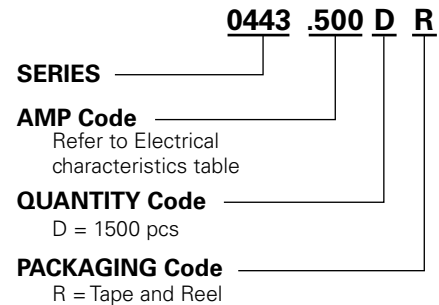 0443 .500 D R
SERIES
AMP Code
Refer to Electrical
characteristics table
QUANTITY Code
D = 1500 pcs
PACKAGING Code
R = Tape and Reel